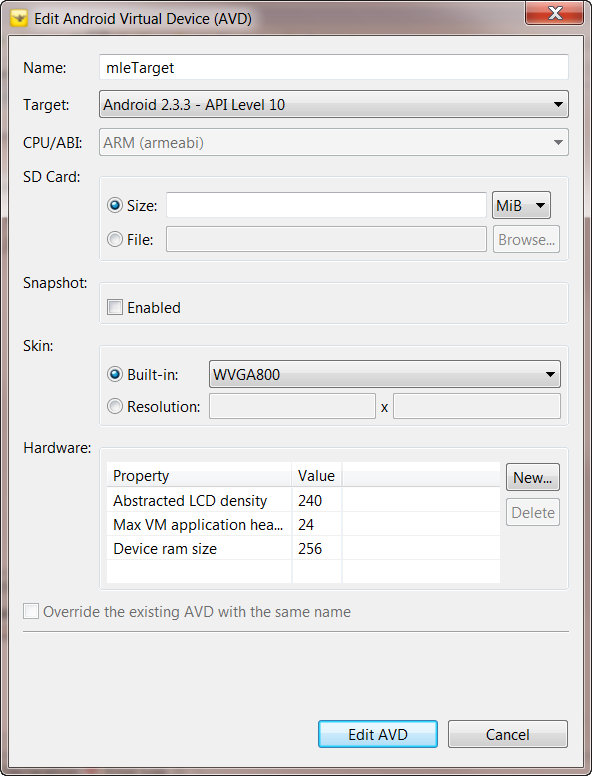 Edit Android Virtual Device (AVD)
Name: mleTarget
Target: Android 2.3.3 - API Level 10
CPU/ABI: ARM (armeabi)
SD Card:
Size: MiB
File: Browse...
Snapshot:
Enabled
Skin:
Built-in: WVGA800
Resolution: x
Hardware:
Property Value
New...
Abstracted LCD density 240
Delete
Max VM application hea... 24
Device ram size 256
Override the existing AVD with the same name
Edit AVD Cancel